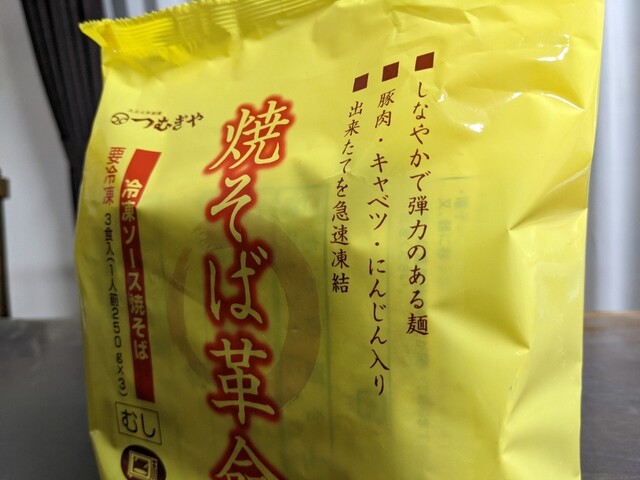 しなやかで弾力のある麺
豚肉・キャベツ・にんじん入り
出来たてを急速凍結
焼そば革命
つむぎや
冷凍ソース焼そば
要冷凍 3食入(1人前250g×3)
むし